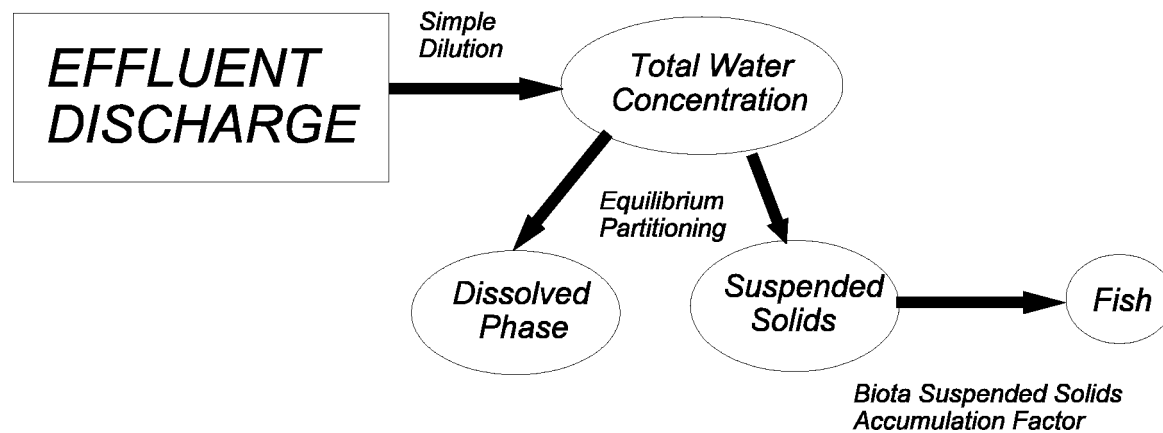 Simple
Dilution
EFFLUENT
DISCHARGE
Total Water
Concentration
Equilibrium
Partitioning
Dissolved
Phase
Suspended
Solids
Fish
Biota Suspended Solids
Accumulation Factor